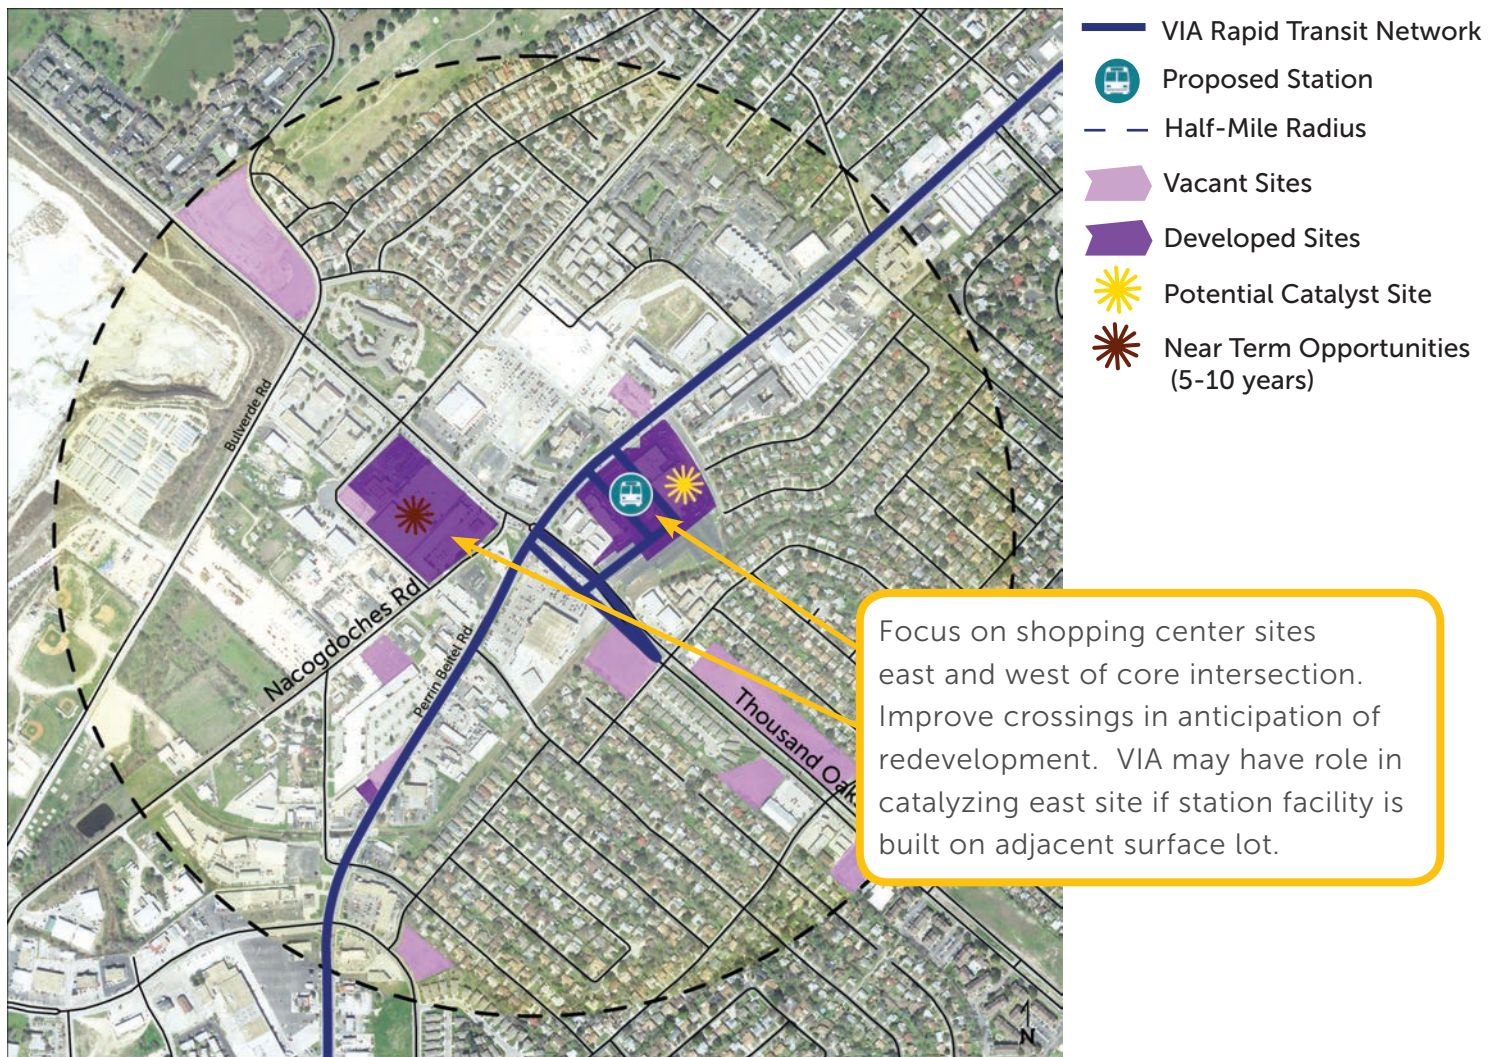 VIA Rapid Transit Network
Proposed Station
Half-Mile Radius
Vacant Sites
Developed Sites
Potential Catalyst Site
Near Term Opportunities
(5-10 years)
Bulverde Rd
Nacogdoches Rd
Perrin Beitel Rd.
Thousand Oak
Focus on shopping center sites
east and west of core intersection.
Improve crossings in anticipation of
redevelopment.  VIA may have role in
catalyzing east site if station facility is
built on adjacent surface lot.
N